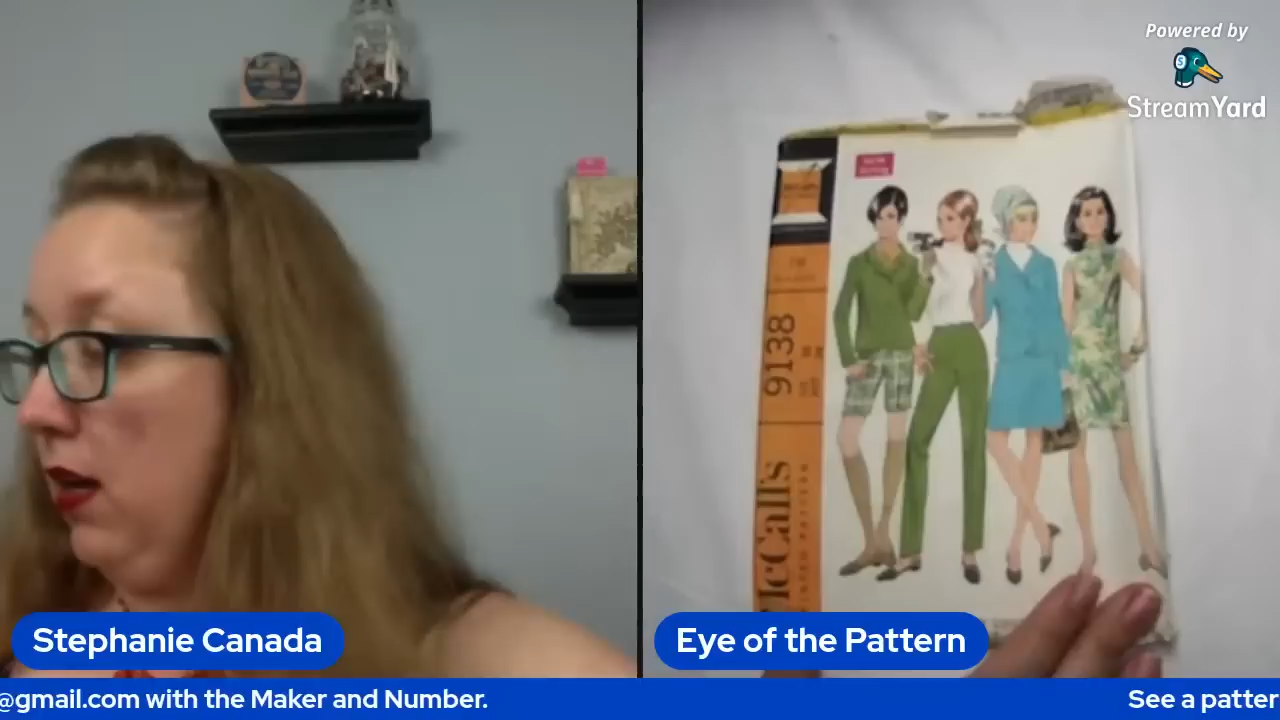 Powered by
StreamYard
9138
McCall's
Stephanie Canada
Eye of the Pattern
@gmail.com with the Maker and Number.
See a patter